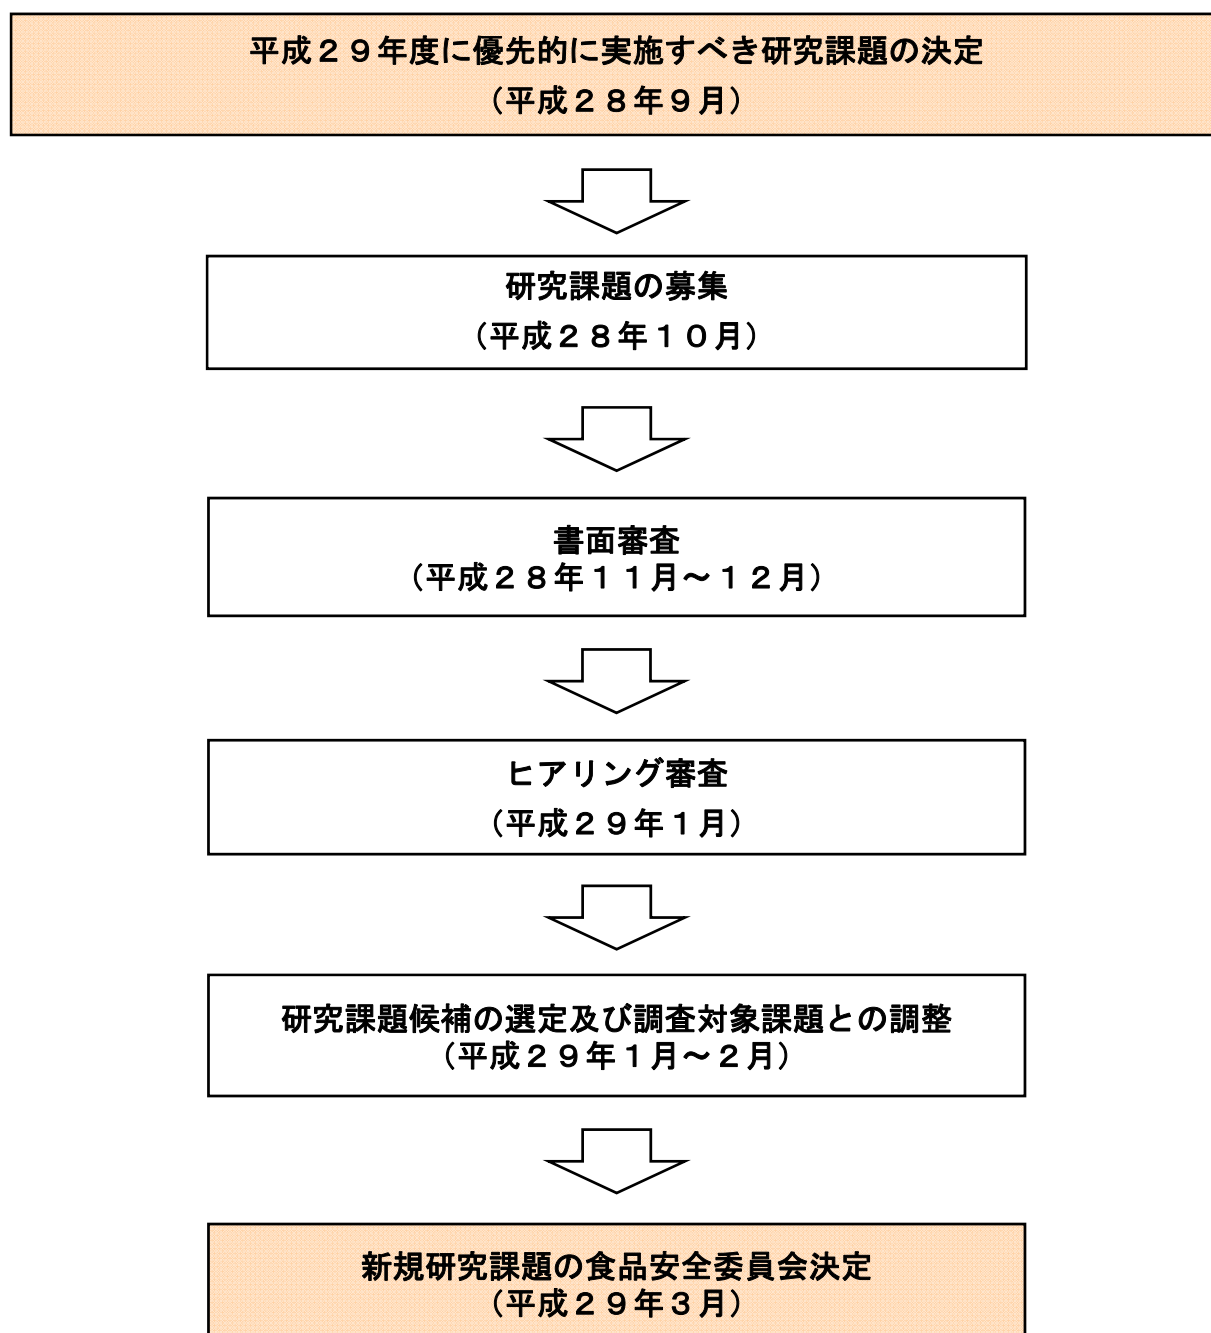 平成２９年度に優先的に実施すべき研究課題の決定
（平成２８年９月）
研究課題の募集
（平成２８年１０月）
書面審査
（平成２８年１１月～１２月）
ヒアリング審査
（平成２９年１月）
研究課題候補の選定及び調査対象課題との調整
（平成２９年１月～２月）
新規研究課題の食品安全委員会決定
（平成２９年３月）